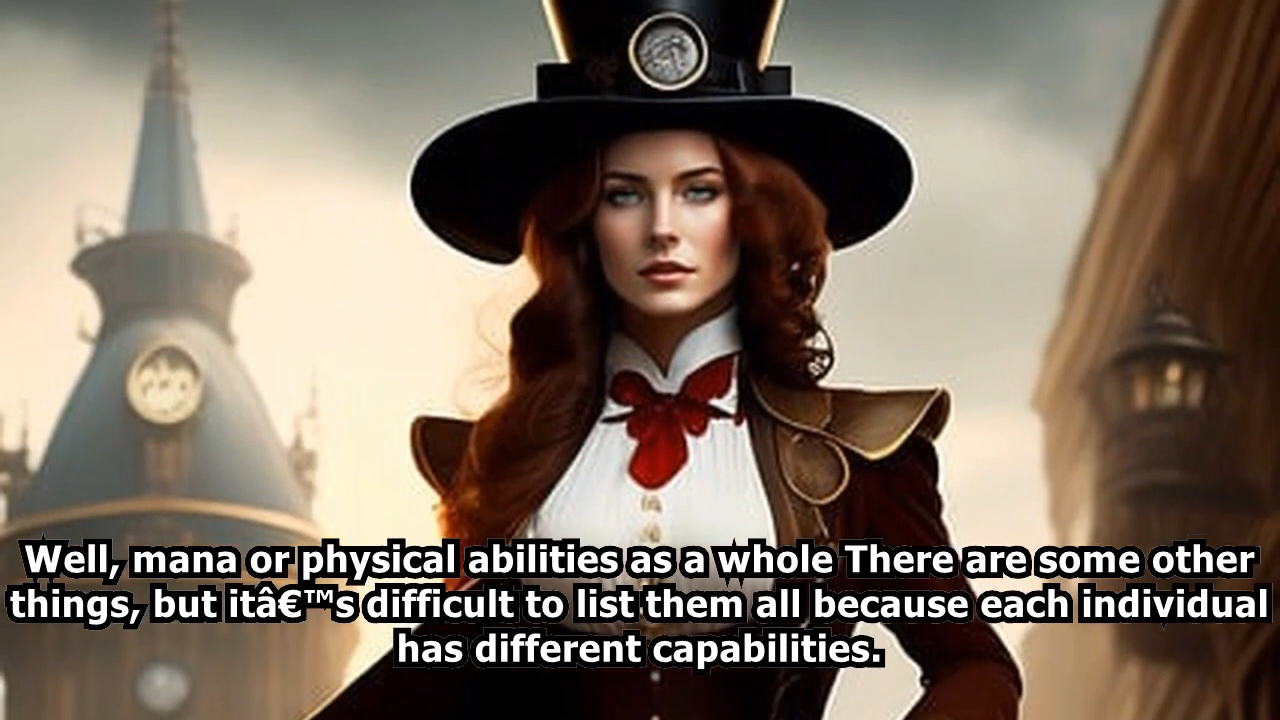 Well, mana or physical abilities as a whole There are some other
things, but itâ€™s difficult to list them all because each individual
has different capabilities.